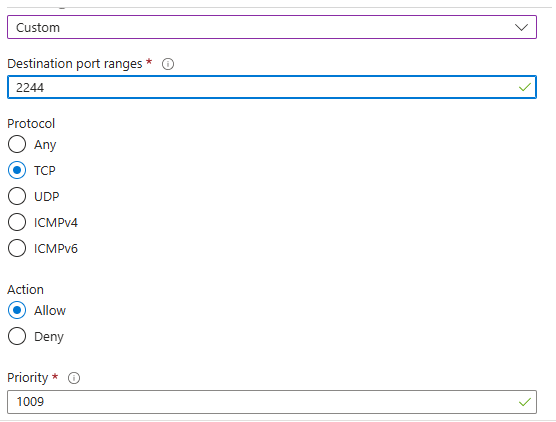 Custom
Destination port ranges *
2244
Protocol
Any
TCP
UDP
ICMPv4
ICMPv6
Action
Allow
Deny
Priority *
1009